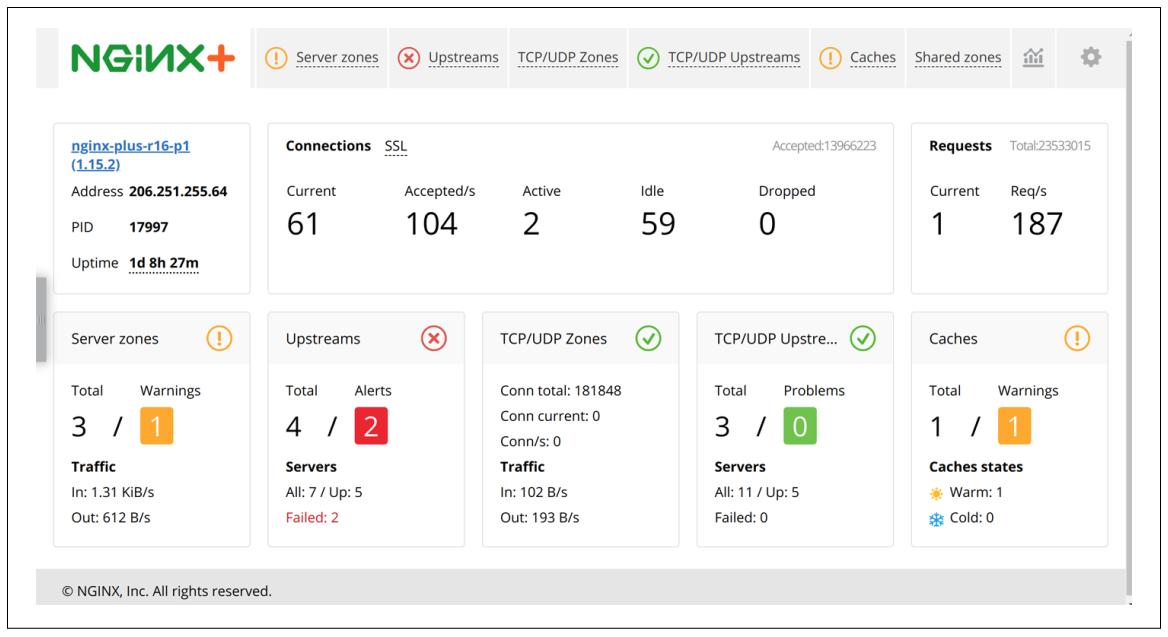 NGINX+
Server zones
Upstreams
TCP/UDP Zones
TCP/UDP Upstreams
Caches
Shared zones
nginx-plus-r16-p1
(1.15.2)
Address 206.251.255.64
PID 17997
Uptime 1d 8h 27m
Connections SSL Accepted:13966223
Current Accepted/s Active Idle Dropped
61 104 2 59 0
Requests Total:23533015
Current Req/s
1 187
Server zones
Total Warnings
3 / 1
Traffic
In: 1.31 KiB/s
Out: 612 B/s
Upstreams
Total Alerts
4 / 2
Servers
All: 7 / Up: 5
Failed: 2
TCP/UDP Zones
Conn total: 181848
Conn current: 0
Conn/s: 0
Traffic
In: 102 B/s
Out: 193 B/s
TCP/UDP Upstre...
Total Problems
3 / 0
Servers
All: 11 / Up: 5
Failed: 0
Caches
Total Warnings
1 / 1
Caches states
Warm: 1
Cold: 0
© NGINX, Inc. All rights reserved.